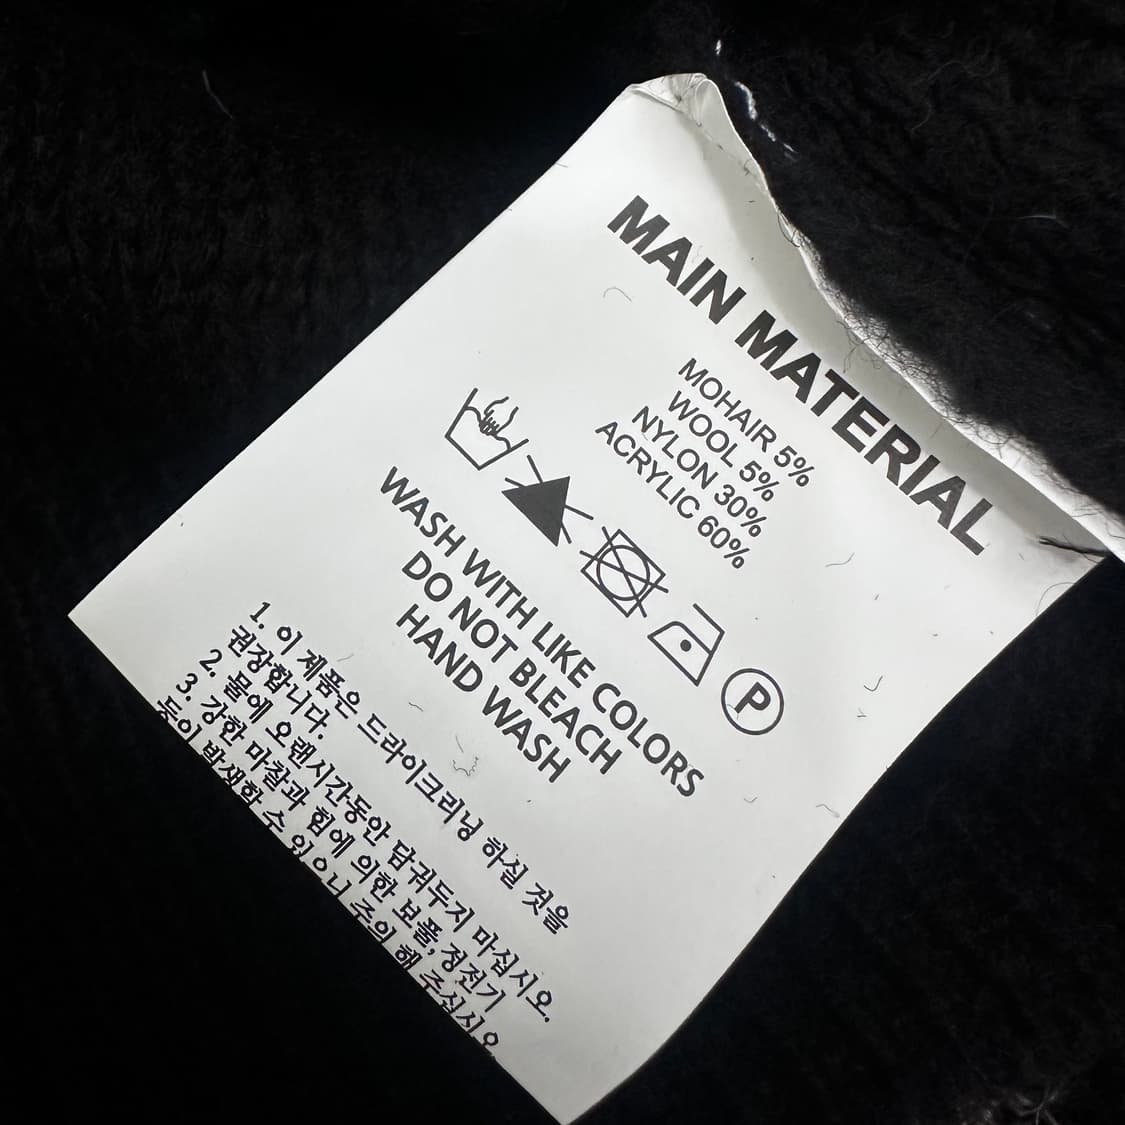 MAIN MATERIAL
MOHAIR 5%
WOOL 5%
NYLON 30%
ACRYLIC 60%
P
WASH WITH LIKE COLORS
DO NOT BLEACH
HAND WASH
1. 이 제품은 드라이크리닝 하실 것을
권장합니다.
2. 물에 오랜시간동안 담궈두지 마십시오.
3. 강한 마찰과 힘에 의한 보풀,정전기
등이 발생할 수 있으니 주의 해 주십시오